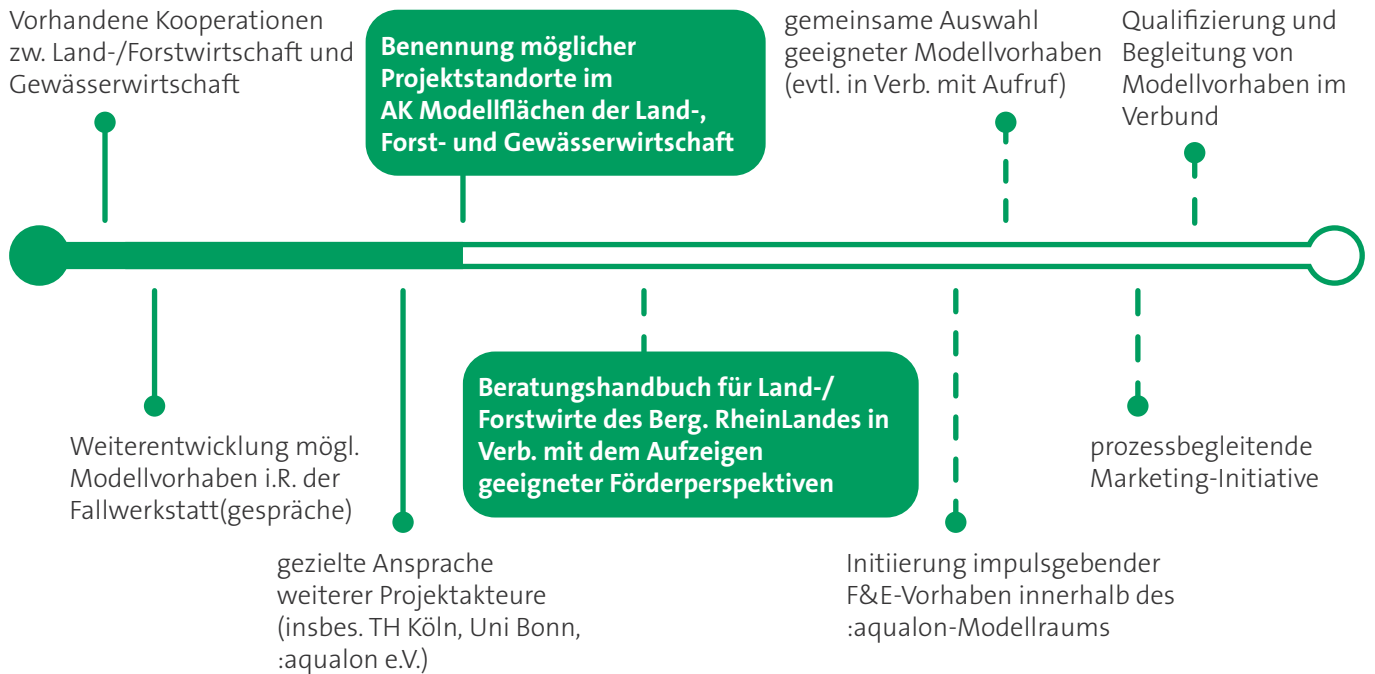 Vorhandene Kooperationen
zw. Land-/Forstwirtschaft und
Gewässerwirtschaft
Benennung möglicher
Projektstandorte im
AK Modellflächen der Land-,
Forst- und Gewässerwirtschaft
gemeinsame Auswahl
geeigneter Modellvorhaben
(evtl. in Verb. mit Aufruf)
Qualifizierung und
Begleitung von
Modellvorhaben im
Verbund
Weiterentwicklung mögl.
Modellvorhaben i.R. der
Fallwerkstatt(gespräche)
gezielte Ansprache
weiterer Projektakteure
(insbes. TH Köln, Uni Bonn,
:aqualon e.V.)
Beratungshandbuch für Land-/
Forstwirte des Berg. RheinLandes in
Verb. mit dem Aufzeigen
geeigneter Förderperspektiven
Initiierung impulsgebender
F&E-Vorhaben innerhalb des
:aqualon-Modellraums
prozessbegleitende
Marketing-Initiative